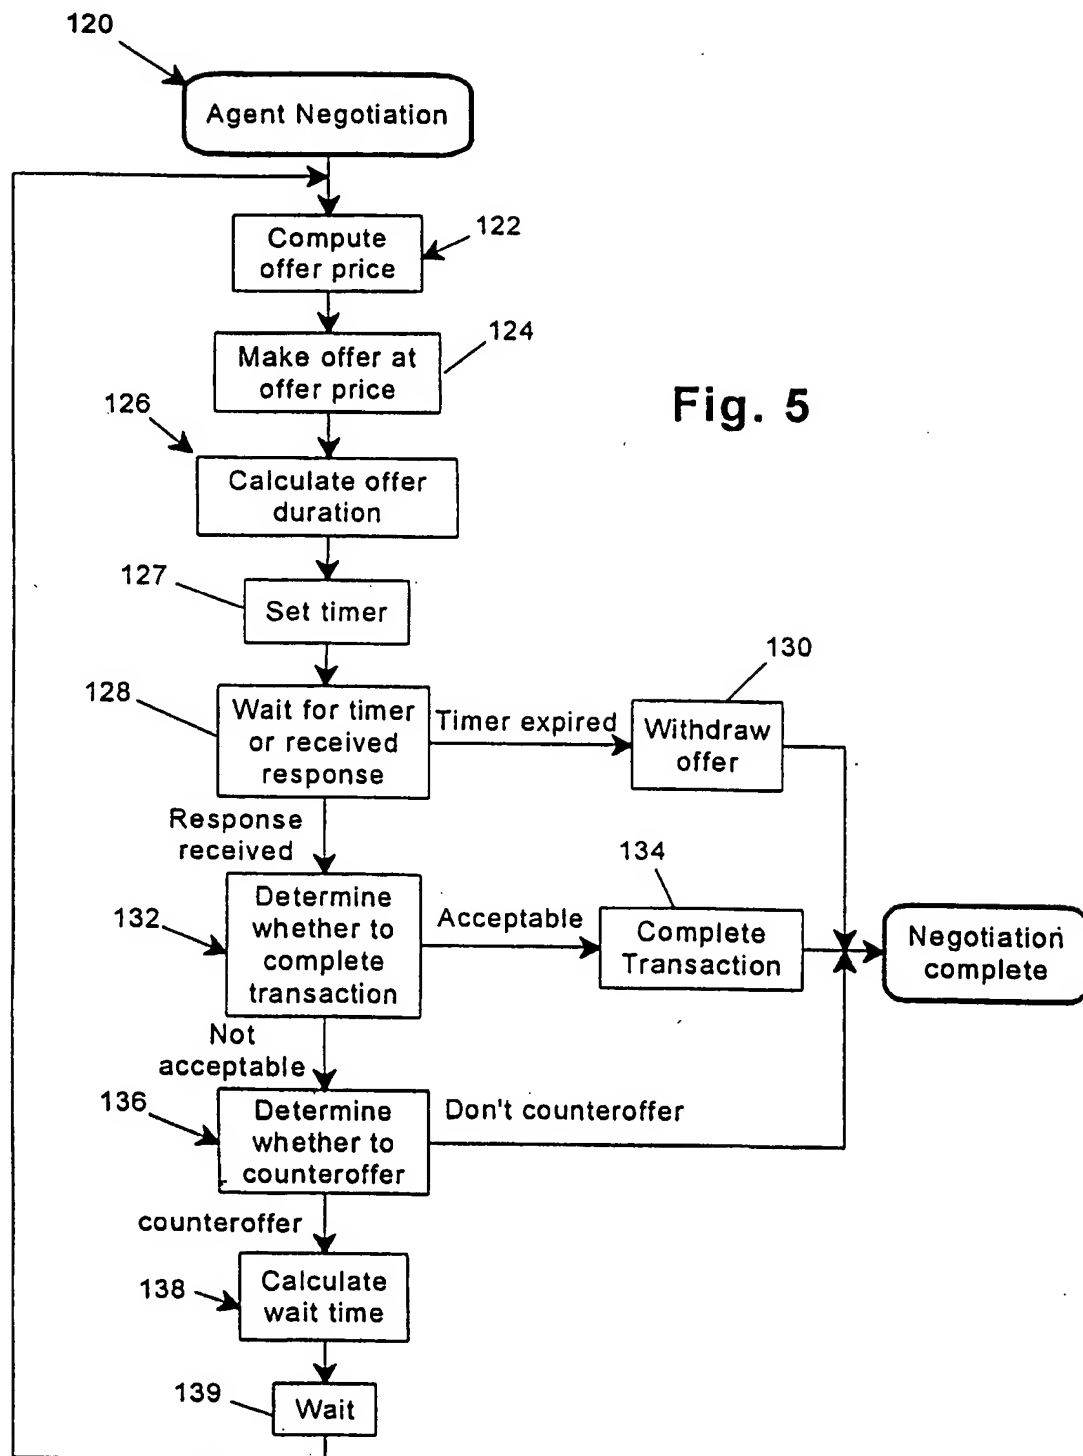 120
Agent Negotiation
Compute
offer price
122
Make offer at
offer price
124
Fig. 5
126
Calculate offer
duration
127
Set timer
128
Wait for timer
or received
response
Timer expired
130
Withdraw
offer
Response
received
132
Determine
whether to
complete
transaction
Acceptable
134
Complete
Transaction
Negotiation
complete
Not
acceptable
136
Determine
whether to
counteroffer
Don't counteroffer
counteroffer
138
Calculate
wait time
139
Wait